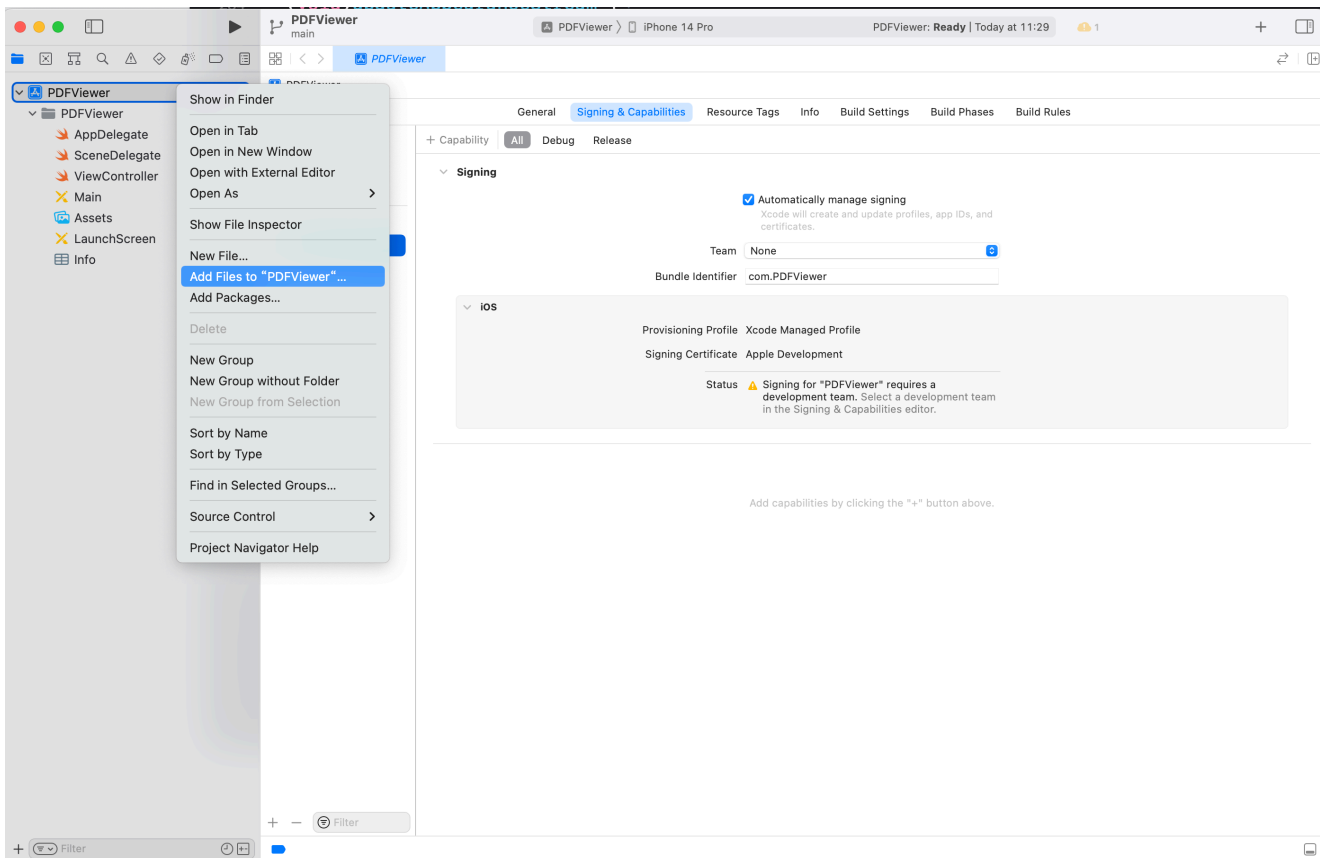 PDFViewer
main
PDFViewer
iPhone 14 Pro
PDFViewer: Ready | Today at 11:29
1
PDFViewer
PDFViewer
PDFViewer
AppDelegate
SceneDelegate
ViewController
Main
Assets
LaunchScreen
Info
Show in Finder
Open in Tab
Open in New Window
Open with External Editor
Open As
Show File Inspector
New File...
Add Files to “PDFViewer“...
Add Packages...
Delete
New Group
New Group without Folder
New Group from Selection
Sort by Name
Sort by Type
Find in Selected Groups...
Source Control
Project Navigator Help
General Signing & Capabilities Resource Tags Info Build Settings Build Phases Build Rules
+ Capability All Debug Release
Signing
Automatically manage signing
Xcode will create and update profiles, app IDs, and
certificates.
Team None
Bundle Identifier com.PDFViewer
iOS
Provisioning Profile Xcode Managed Profile
Signing Certificate Apple Development
Status Signing for "PDFViewer" requires a
development team. Select a development team
in the Signing & Capabilities editor.
Add capabilities by clicking the "+" button above.
Filter
Filter